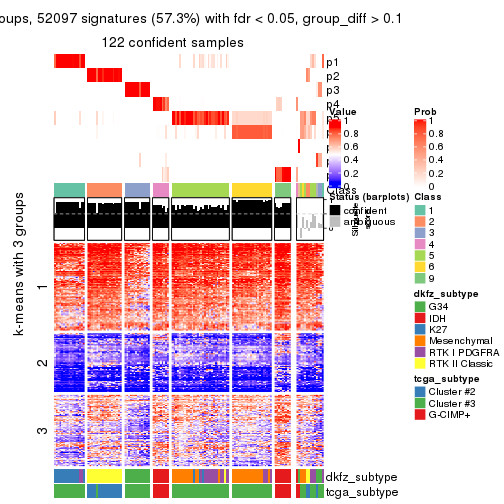 oups, 52097 signatures (57.3%) with fdr < 0.05, group_diff > 0.1
122 confident samples
p1
p2
p3
p4
Class
k-means with 3 groups
1
2
3
dkfz_subtype
tcga_subtype
Value
1
0.8
0.6
0.4
0.2
0
Status (barplots)
confident
ambiguous
Prob
1
0.8
0.6
0.4
0.2
0
Class
1
2
3
4
5
6
9
dkfz_subtype
G34
IDH
K27
Mesenchymal
RTK I PDGFRA
RTK II Classic
tcga_subtype
Cluster #2
Cluster #3
G-CIMP+